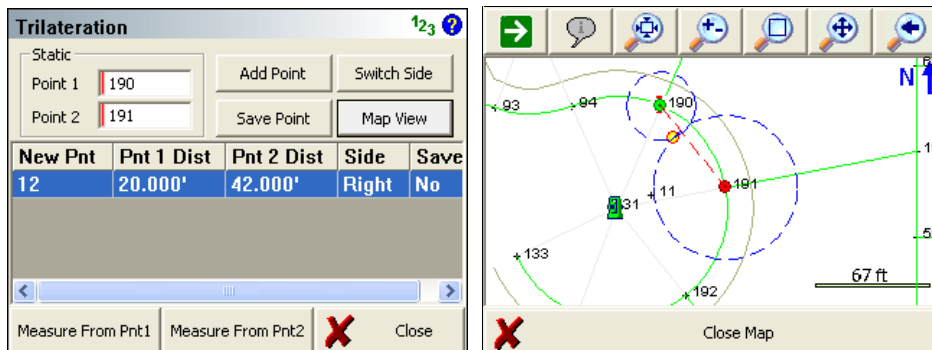 Trilateration 123 ?
Static
Point 1 190
Add Point Switch Side
Point 2 191
Save Point Map View
New Pnt Pnt 1 Dist Pnt 2 Dist Side Save
12 20.000' 42.000' Right No
Measure From Pnt1 Measure From Pnt2 Close
N
93 94 190
191
11
31
133
192
67 ft
Close Map